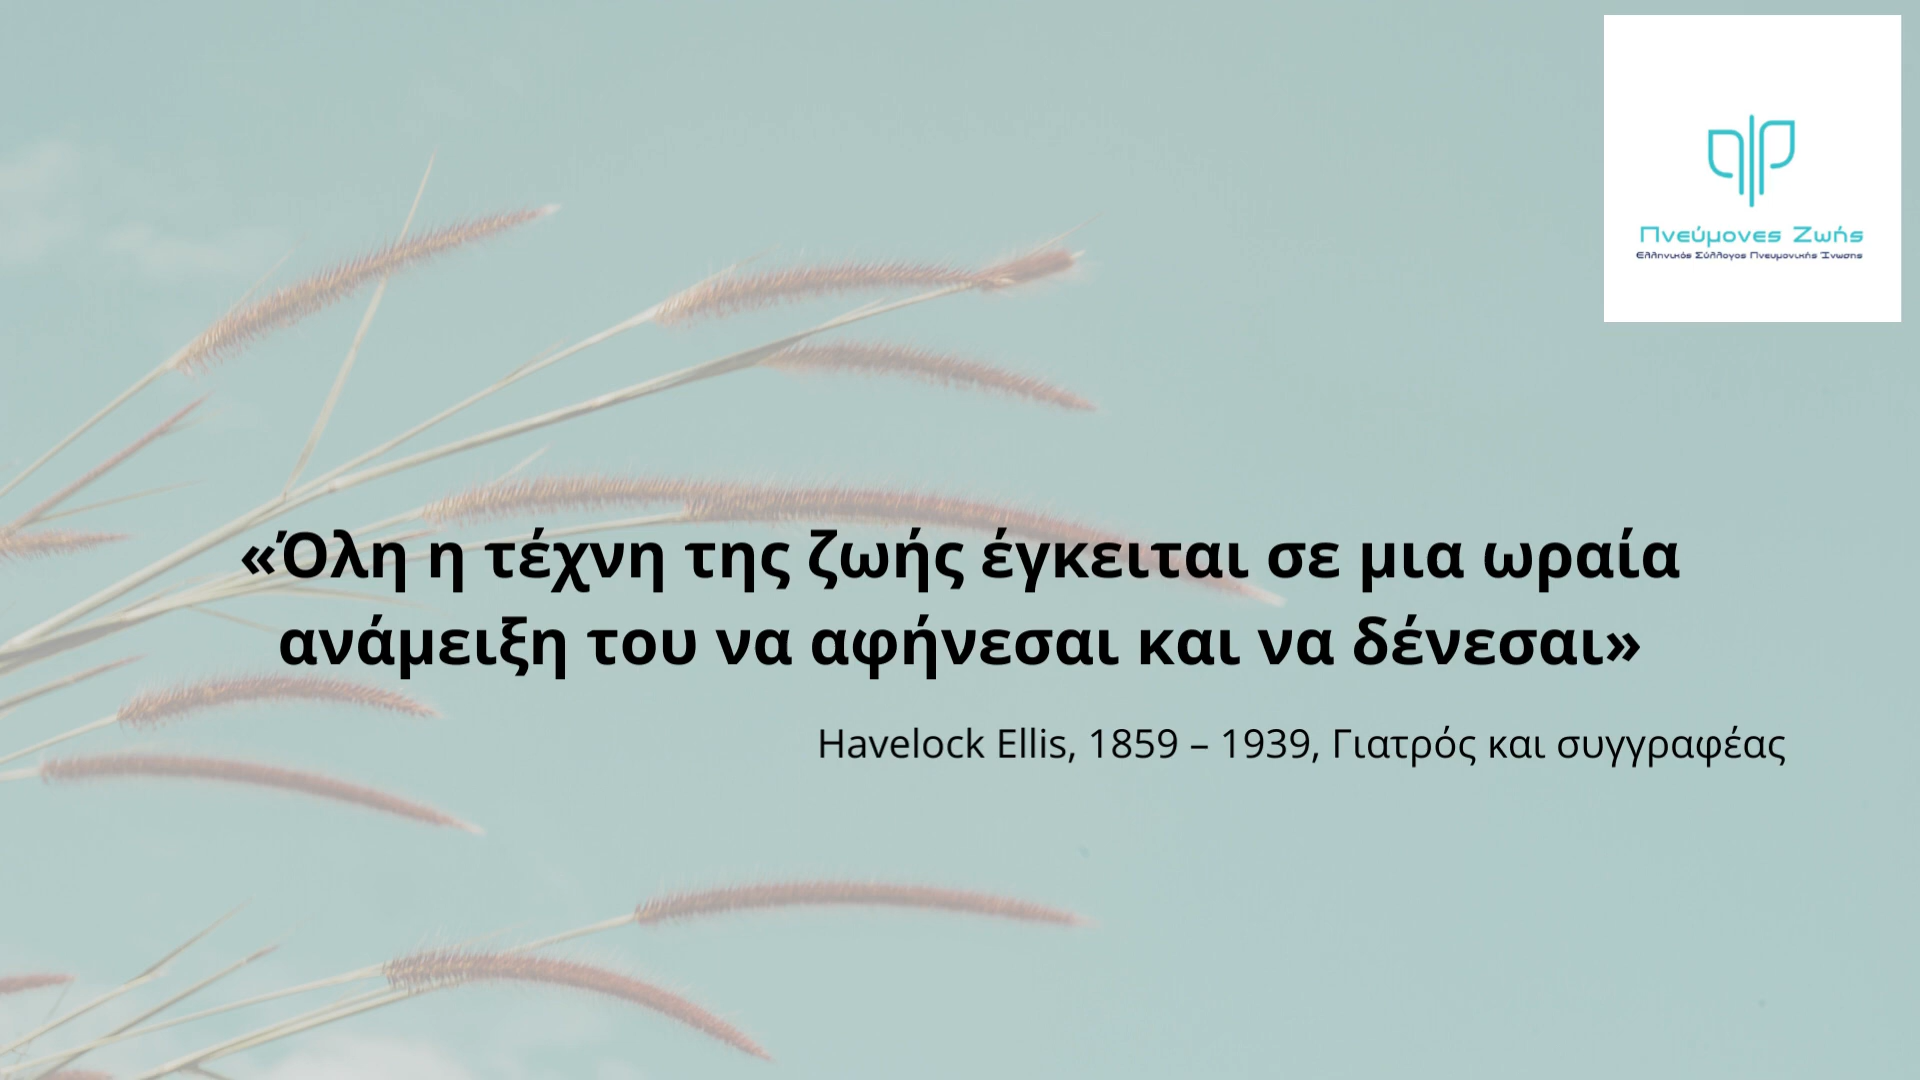 Πνεύμονες Ζωής
Ελληνικός Σύλλογος Πνευμονικής Ίνωσης
«Όλη η τέχνη της ζωής έγκειται σε μια ωραία
ανάμειξη του να αφήνεσαι και να δένεσαι»
Havelock Ellis, 1859 – 1939, Γιατρός και συγγραφέας